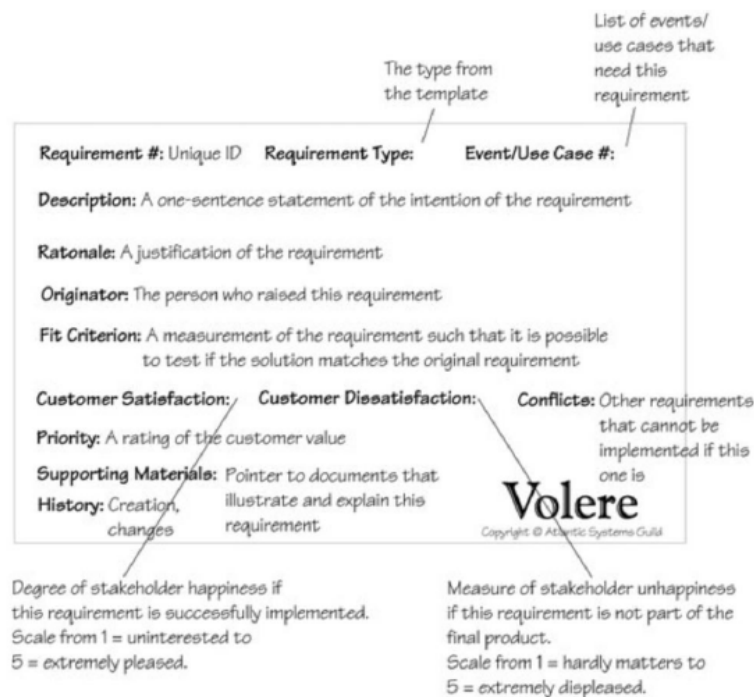 List of events/
use cases that
need this
requirement
The type from
the template
Requirement #: Unique ID Requirement Type: Event/Use Case #:
Description: A one-sentence statement of the intention of the requirement
Ratonale: A justification of the requirement
Originator: The person who raised this requirement
Fit Criterion: A measurement of the requirement such that it is possible
to test if the solution matches the original requirement
Customer Satisfaction: Customer Dissatisfaction: Conflicts: Other requirements
that cannot be
implemented if this
one is
Priority: A rating of the customer value
Supporting Materials: Pointer to documents that
illustrate and explain this
requirement
History: Creation,
changes
Volere
Copyright © Atlantic Systems Guild
Degree of stakeholder happiness if
this requirement is successfully implemented.
Scale from 1 = uninterested to
5 = extremely pleased.
Measure of stakeholder unhappiness
if this requirement is not part of the
final product.
Scale from 1 = hardly matters to
5 = extremely displeased.